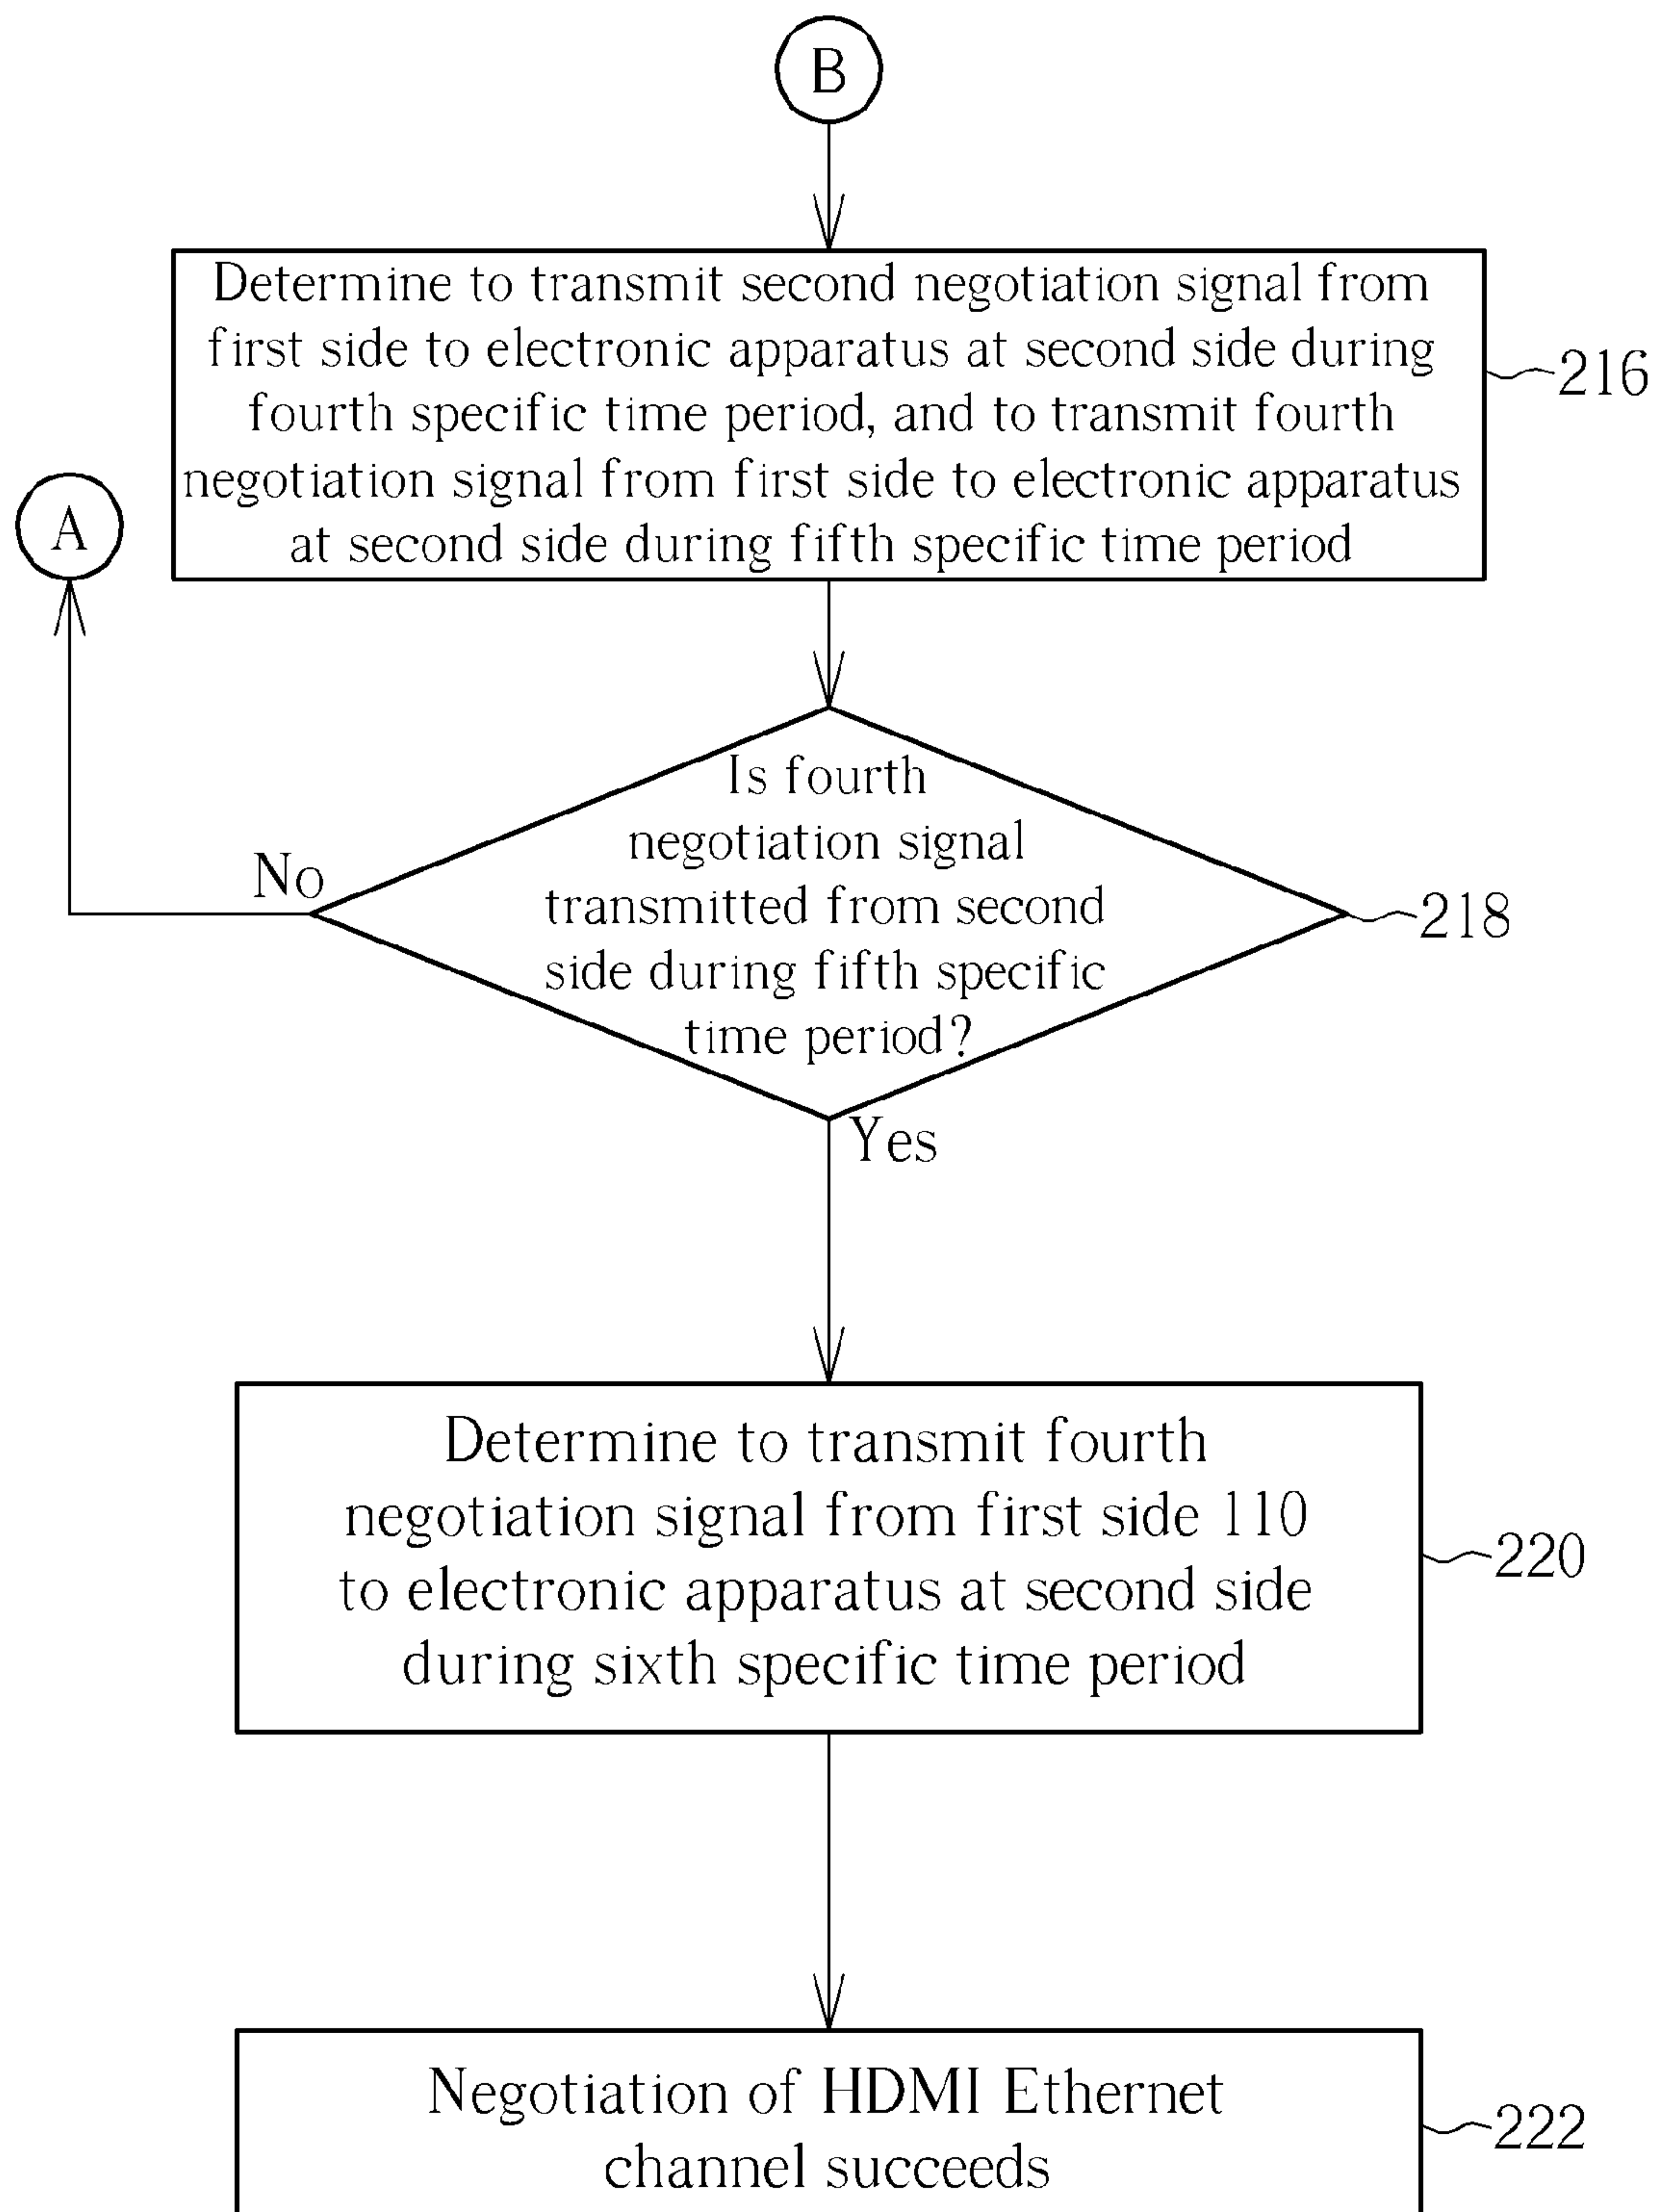 B
Determine to transmit second negotiation signal from
first side to electronic apparatus at second side during
fourth specific time period, and to transmit fourth
negotiation signal from first side to electronic apparatus
at second side during fifth specific time period
216
A
Is fourth
negotiation signal
transmitted from second
side during fifth specific
time period?
No
218
Yes
Determine to transmit fourth
negotiation signal from first side 110
to electronic apparatus at second side
during sixth specific time period
220
Negotiation of HDMI Ethernet
channel succeeds
222